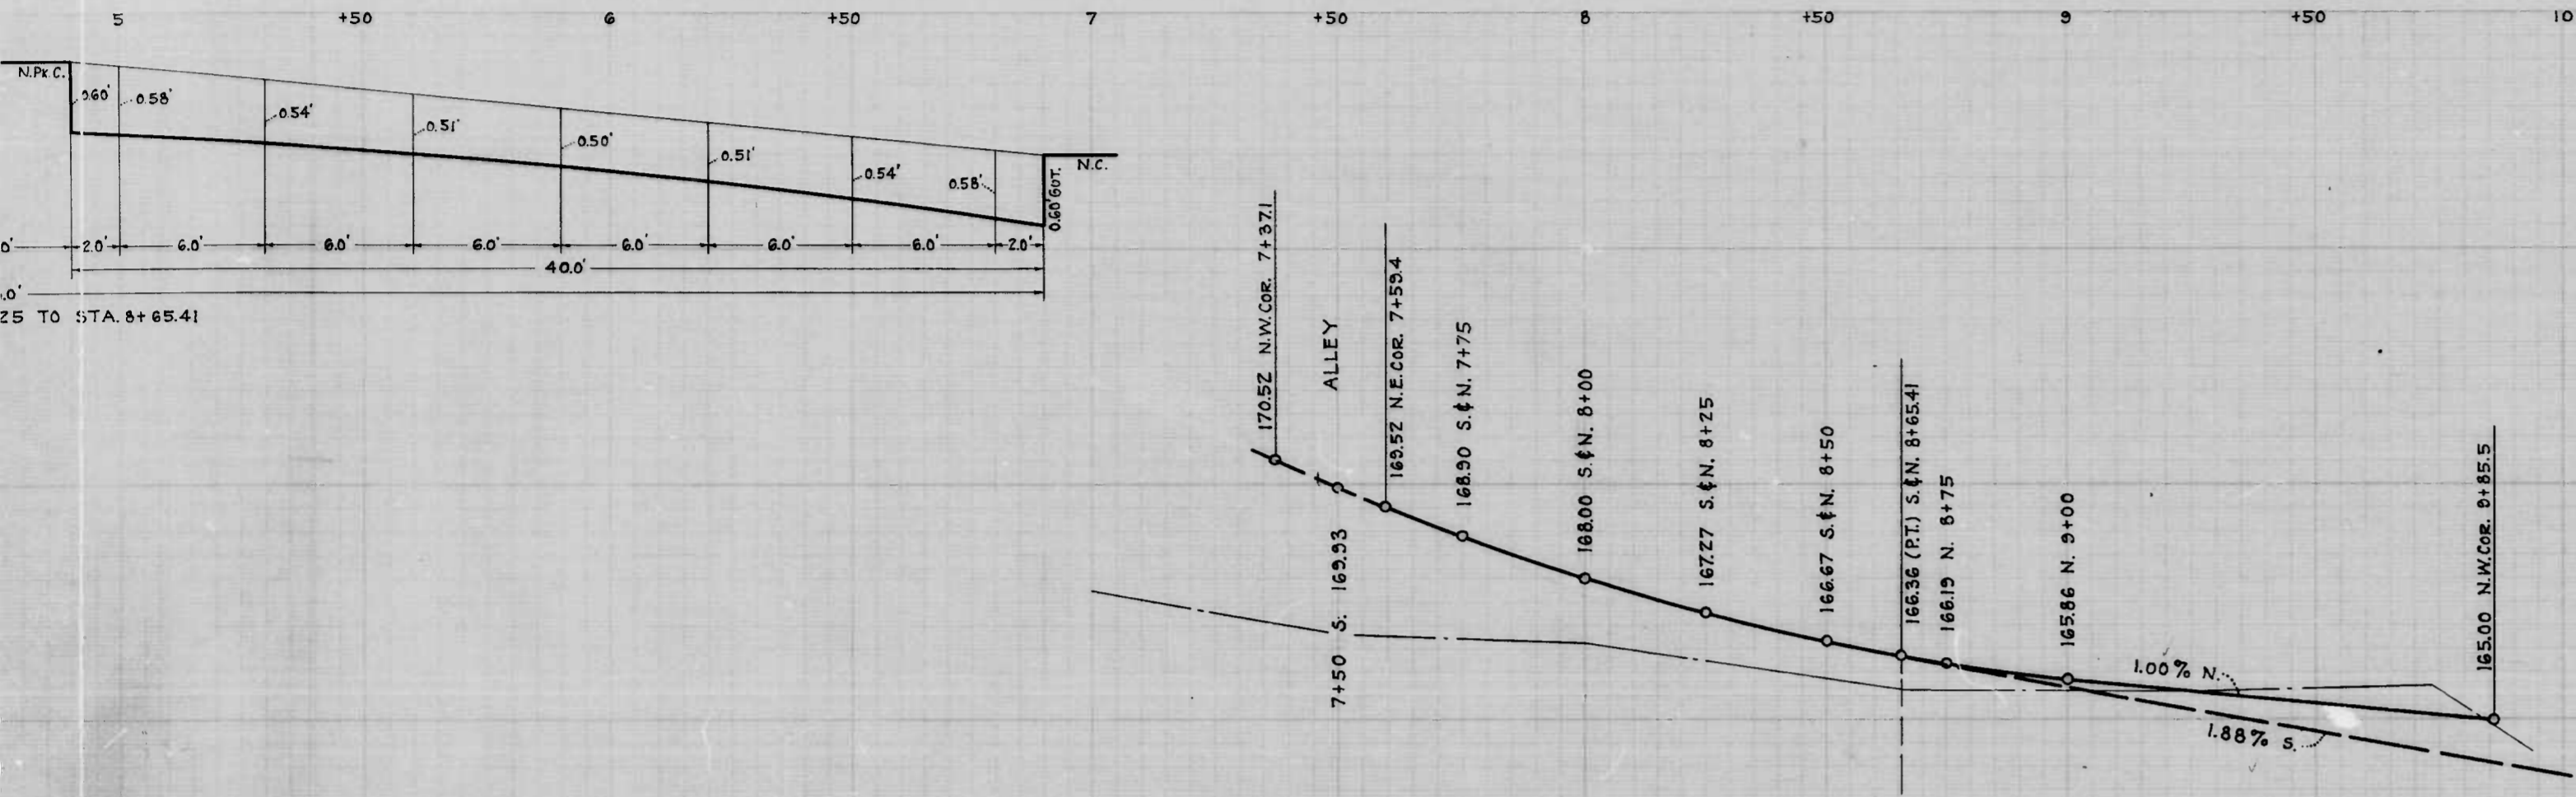 5 +50 6 +50 7 +50 8 +50 9 +50 10
N.PK.C.
0.60' 0.58' 0.54' 0.51' 0.50' 0.51' 0.54' 0.58'
0.60' GUT.
N.C.
0' 2.0' 6.0' 6.0' 6.0' 6.0' 6.0' 6.0' 2.0'
40.0'
.0'
25 TO STA. 8+65.41
170.52 N.W.COR. 7+37.1
ALLEY
7+50 S. 169.93
169.52 N.E.COR. 7+59.4
168.90 S.&N. 7+75
168.00 S.&N. 8+00
167.27 S.&N. 8+25
166.67 S.&N. 8+50
166.36 (P.T.) S.&N. 8+65.41
166.19 N. 8+75
165.86 N. 9+00
1.00% N.
1.88% S.
165.00 N.W.COR. 9+85.5